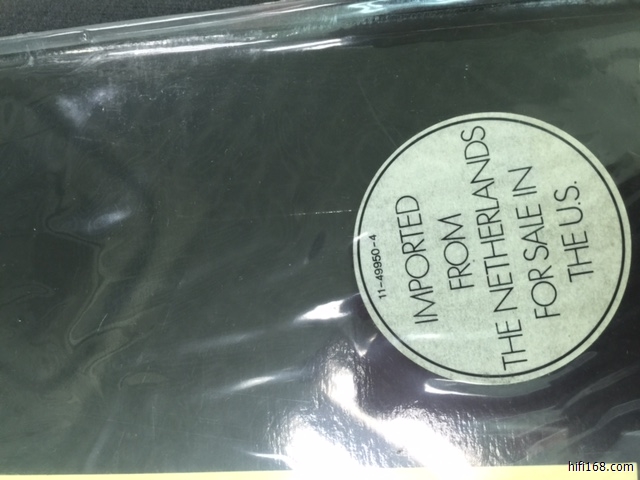 11-49950-4
IMPORTED
FROM
THE NETHERLANDS
FOR SALE IN
THE U.S.
hifi168.com